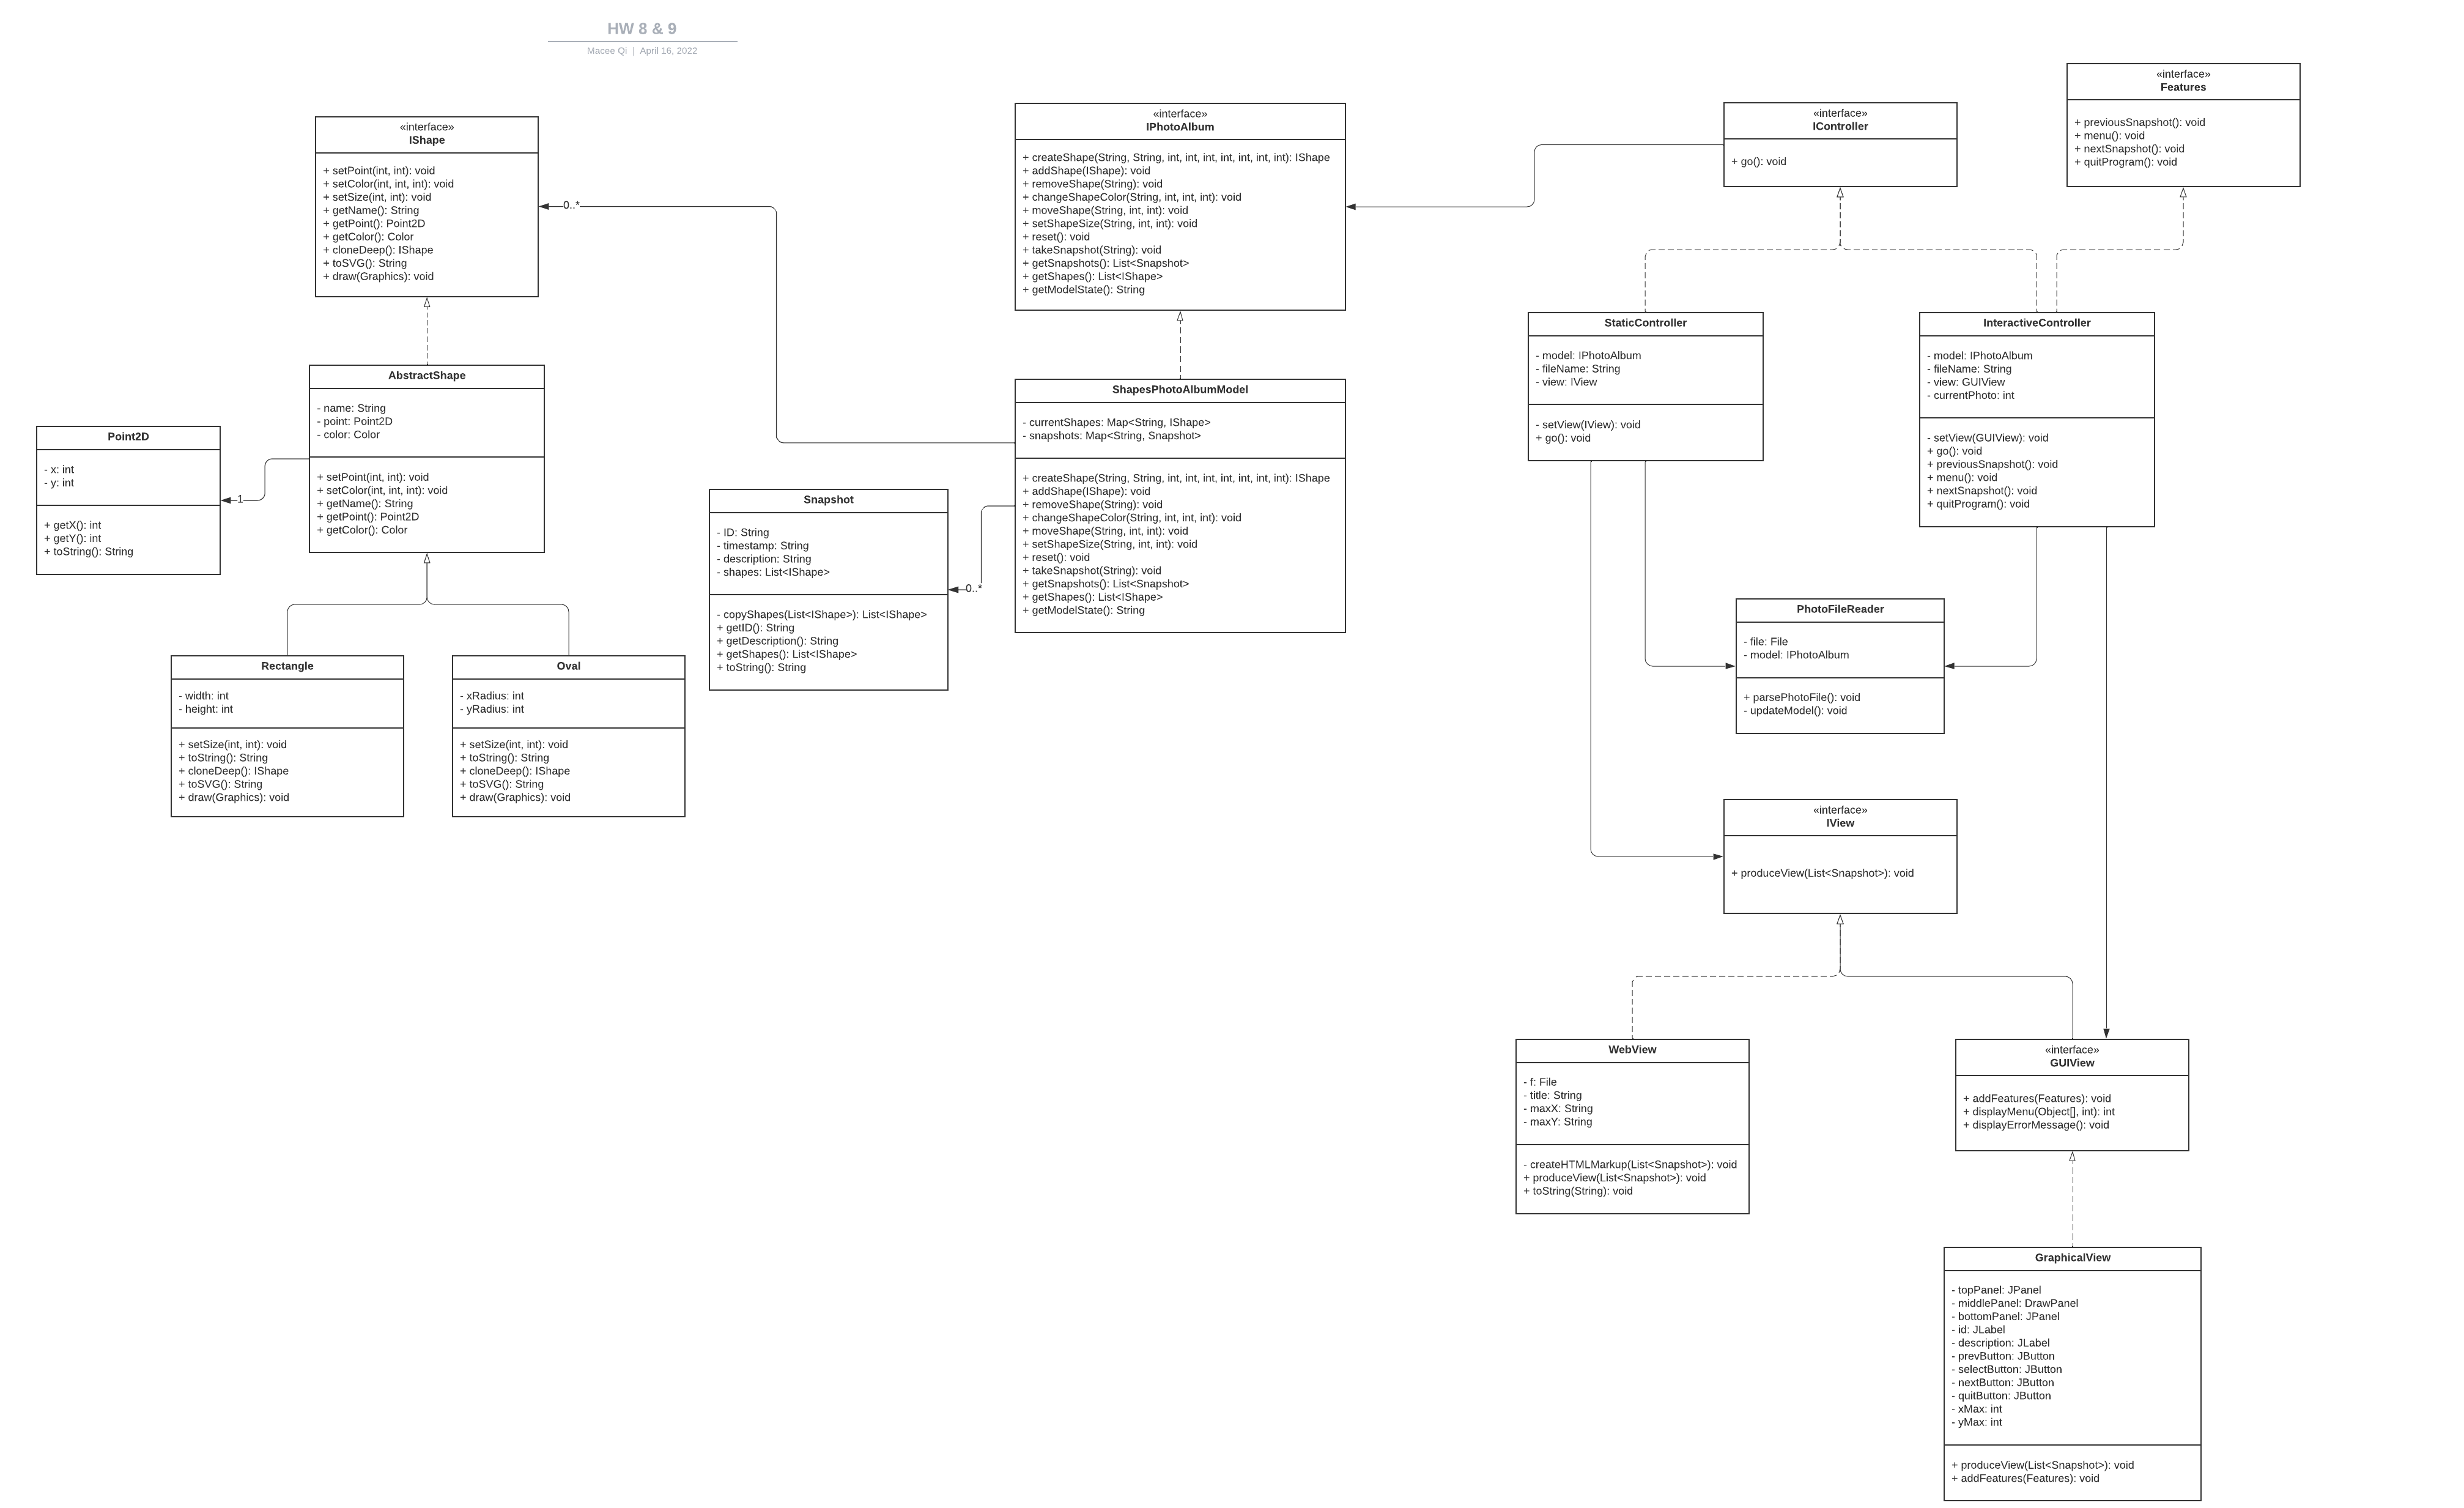 HW 8 & 9
Macee Qi | April 16, 2022
«interface»
IShape
+ setPoint(int, int): void
+ setColor(int, int, int): void
+ setSize(int, int): void
+ getName(): String
+ getPoint(): Point2D
+ getColor(): Color
+ cloneDeep(): IShape
+ toSVG(): String
+ draw(Graphics): void
0..*
AbstractShape
- name: String
- point: Point2D
- color: Color
+ setPoint(int, int): void
+ setColor(int, int, int): void
+ getName(): String
+ getPoint(): Point2D
+ getColor(): Color
Point2D
- x: int
- y: int
+ getX(): int
+ getY(): int
+ toString(): String
1
Rectangle
- width: int
- height: int
+ setSize(int, int): void
+ toString(): String
+ cloneDeep(): IShape
+ toSVG(): String
+ draw(Graphics): void
Oval
- xRadius: int
- yRadius: int
+ setSize(int, int): void
+ toString(): String
+ cloneDeep(): IShape
+ toSVG(): String
+ draw(Graphics): void
Snapshot
- ID: String
- timestamp: String
- description: String
- shapes: List<IShape>
- copyShapes(List<IShape>): List<IShape>
+ getID(): String
+ getDescription(): String
+ getShapes(): List<IShape>
+ toString(): String
0..*
«interface»
IPhotoAlbum
+ createShape(String, String, int, int, int, int, int, int, int): IShape
+ addShape(IShape): void
+ removeShape(String): void
+ changeShapeColor(String, int, int, int): void
+ moveShape(String, int, int): void
+ setShapeSize(String, int, int): void
+ reset(): void
+ takeSnapshot(String): void
+ getSnapshots(): List<Snapshot>
+ getShapes(): List<IShape>
+ getModelState(): String
ShapesPhotoAlbumModel
- currentShapes: Map<String, IShape>
- snapshots: Map<String, Snapshot>
+ createShape(String, String, int, int, int, int, int, int, int): IShape
+ addShape(IShape): void
+ removeShape(String): void
+ changeShapeColor(String, int, int, int): void
+ moveShape(String, int, int): void
+ setShapeSize(String, int, int): void
+ reset(): void
+ takeSnapshot(String): void
+ getSnapshots(): List<Snapshot>
+ getShapes(): List<IShape>
+ getModelState(): String
«interface»
IController
+ go(): void
«interface»
Features
+ previousSnapshot(): void
+ menu(): void
+ nextSnapshot(): void
+ quitProgram(): void
StaticController
- model: IPhotoAlbum
- fileName: String
- view: IView
- setView(IView): void
+ go(): void
InteractiveController
- model: IPhotoAlbum
- fileName: String
- view: GUIView
- currentPhoto: int
- setView(GUIView): void
+ go(): void
+ previousSnapshot(): void
+ menu(): void
+ nextSnapshot(): void
+ quitProgram(): void
PhotoFileReader
- file: File
- model: IPhotoAlbum
+ parsePhotoFile(): void
- updateModel(): void
«interface»
IView
+ produceView(List<Snapshot>): void
WebView
- f: File
- title: String
- maxX: String
- maxY: String
- createHTMLMarkup(List<Snapshot>): void
+ produceView(List<Snapshot>): void
+ toString(String): void
«interface»
GUIView
+ addFeatures(Features): void
+ displayMenu(Object[], int): int
+ displayErrorMessage(): void
GraphicalView
- topPanel: JPanel
- middlePanel: DrawPanel
- bottomPanel: JPanel
- id: JLabel
- description: JLabel
- prevButton: JButton
- selectButton: JButton
- nextButton: JButton
- quitButton: JButton
- xMax: int
- yMax: int
+ produceView(List<Snapshot>): void
+ addFeatures(Features): void